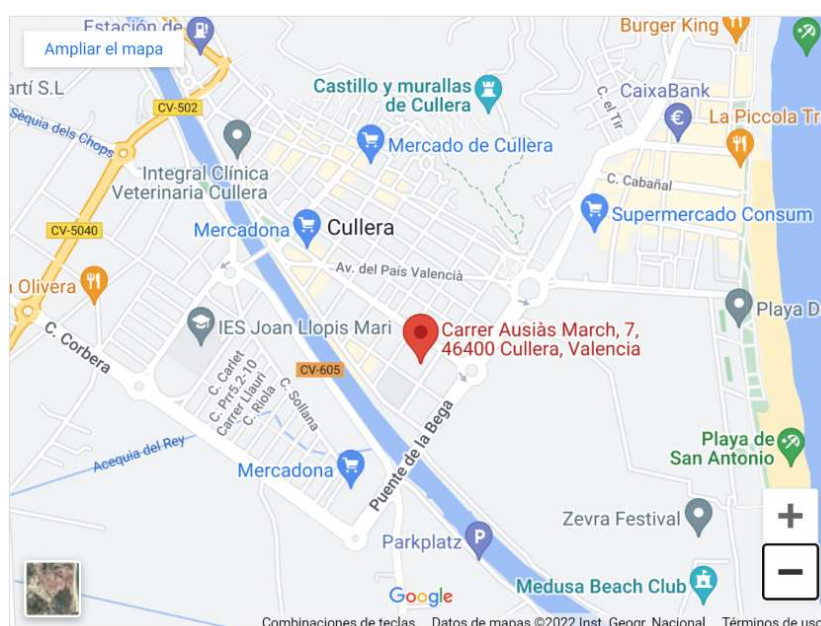 Estación de
Ampliar el mapa
Burger King
artí S.L
CV-502
Castillo y murallas
de Cullera
C. el Tir
CaixaBank
La Piccola Tr
Sèquia dels Chops
Integral Clínica
Veterinaria Cullera
Mercado de Cullera
C. Cabañal
CV-5040
Mercadona
Cullera
Supermercado Consum
Av. del País Valencià
a Olivera
C. Corbera
IES Joan Llopis Mari
Carrer Ausiàs March, 7,
46400 Cullera, Valencia
Playa D
CV-605
C. Carlet
C. Prr5.2-10
Carrer Llauri
C. Riola
C. Sollana
Acequia del Rey
Mercadona
Puente de la Bega
Playa de
San Antonio
Zevra Festival
Parkplatz
P
+
−
Medusa Beach Club
Google
Combinaciones de teclas
Datos de mapas ©2022 Inst. Geogr. Nacional
Términos de uso